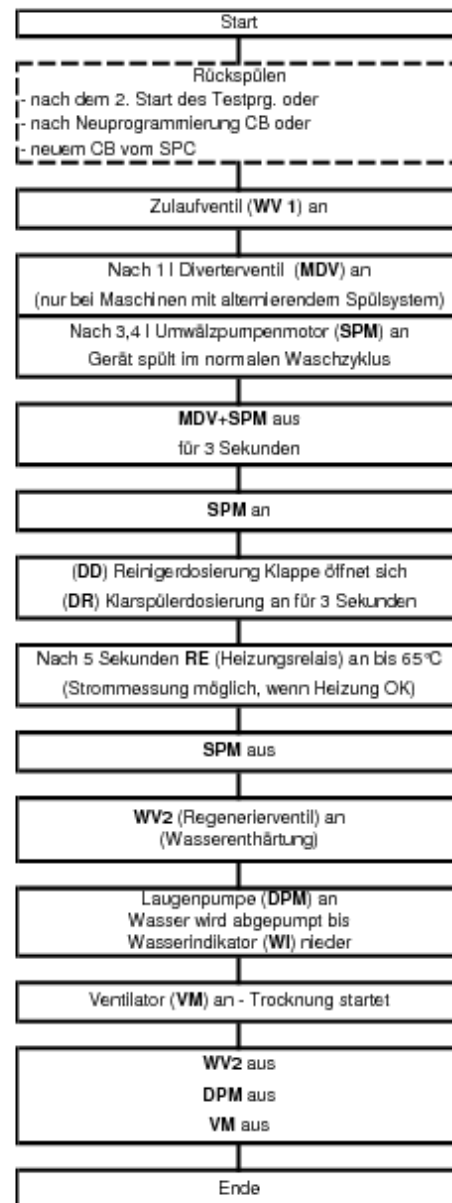 Start
Rückspülen
- nach dem 2. Start des Testprg. oder
- nach Neuprogrammierung CB oder
- neuem CB vom SPC
Zulaufventil (WV 1) an
Nach 1 l Diverterventil (MDV) an
(nur bei Maschinen mit alternierendem Spülsystem)
Nach 3,4 l Umwälzpumpenmotor (SPM) an
Gerät spült im normalen Waschzyklus
MDV+SPM aus
für 3 Sekunden
SPM an
(DD) Reinigerdosierung Klappe öffnet sich
(DR) Klarspülerdosierung an für 3 Sekunden
Nach 5 Sekunden RE (Heizungsrelais) an bis 65°C
(Strommessung möglich, wenn Heizung OK)
SPM aus
WV2 (Regenerierventil) an
(Wasserenthärtung)
Laugenpumpe (DPM) an
Wasser wird abgepumpt bis
Wasserindikator (WI) nieder
Ventilator (VM) an - Trocknung startet
WV2 aus
DPM aus
VM aus
Ende